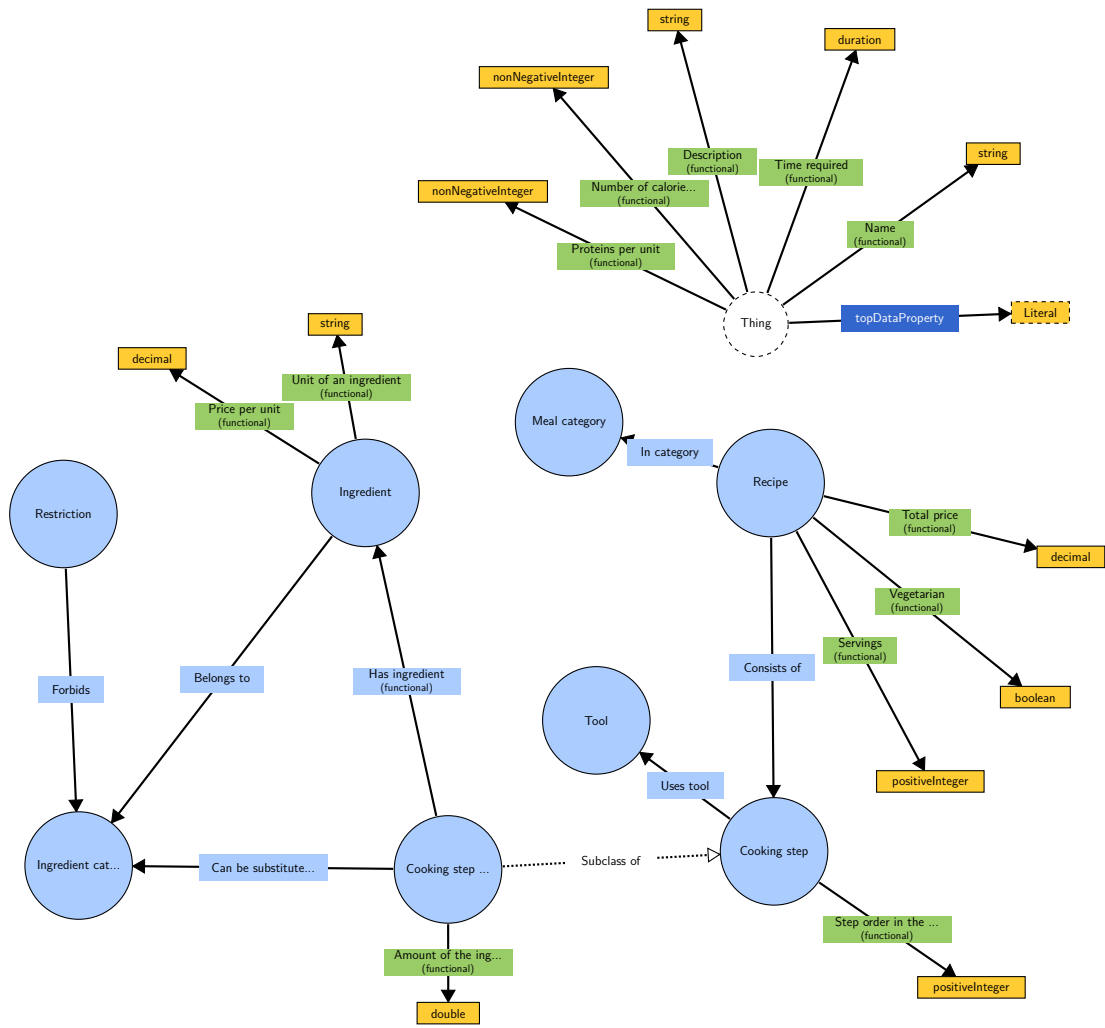 string
duration
nonNegativeInteger
string
Description
(functional)
Time required
(functional)
nonNegativeInteger
Number of calorie...
(functional)
Name
(functional)
Proteins per unit
(functional)
Thing
topDataProperty
Literal
string
decimal
Unit of an ingredient
(functional)
Price per unit
(functional)
Meal category
In category
Recipe
Ingredient
Restriction
Total price
(functional)
decimal
Vegetarian
(functional)
Servings
(functional)
Consists of
Belongs to
Has ingredient
(functional)
Forbids
boolean
Tool
Uses tool
positiveInteger
Ingredient cat...
Can be substitute...
Cooking step ...
Subclass of
Cooking step
Step order in the ...
(functional)
Amount of the ing...
(functional)
positiveInteger
double